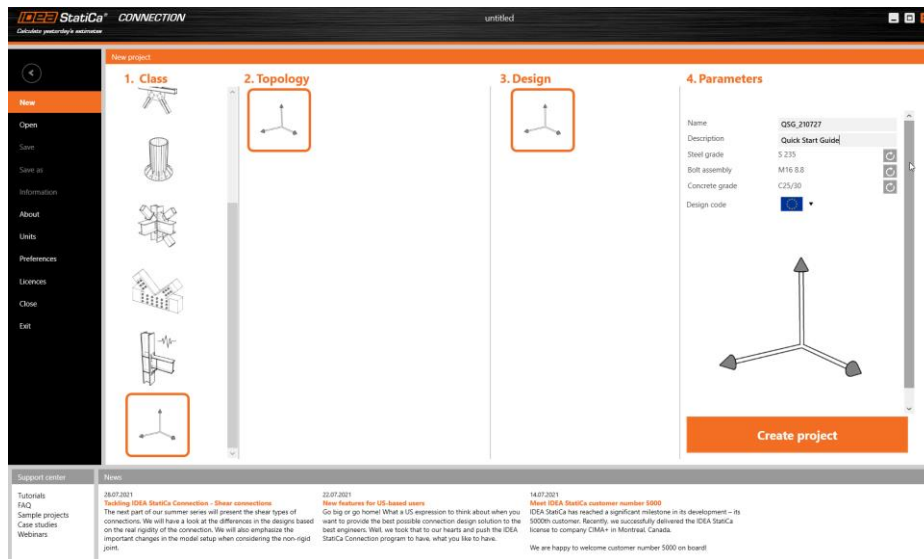 IDEA StatiCa® CONNECTION
Calculate yesterday's estimates
untitled
New project
New
Open
Save
Save as
Information
About
Units
Preferences
Licences
Close
Exit
1. Class
2. Topology
3. Design
4. Parameters
Name QSG_210727
Description Quick Start Guide
Steel grade S 235
Bolt assembly M16 8.8
Concrete grade C25/30
Design code
Create project
Support center
Tutorials
FAQ
Sample projects
Case studies
Webinars
News
28.07.2021
Tackling IDEA StatiCa Connection - Shear connections
The next part of our summer series will present the shear types of
connections. We will have a look at the differences in the designs based
on the real rigidity of the connection. We will also emphasize the
important changes in the model setup when considering the non-rigid
joint.
22.07.2021
New features for US-based users
Go big or go home! What a US expression to think about when you
want to provide the best possible connection design solution to the
best engineers. Well, we took that to our hearts and push the IDEA
StatiCa Connection program to have, what you like to have.
14.07.2021
Meet IDEA StatiCa customer number 5000
IDEA StatiCa has reached a significant milestone in its development – its
5000th customer. Recently, we successfully delivered the IDEA StatiCa
license to company CIMA+ in Montreal, Canada.
We are happy to welcome customer number 5000 on board!